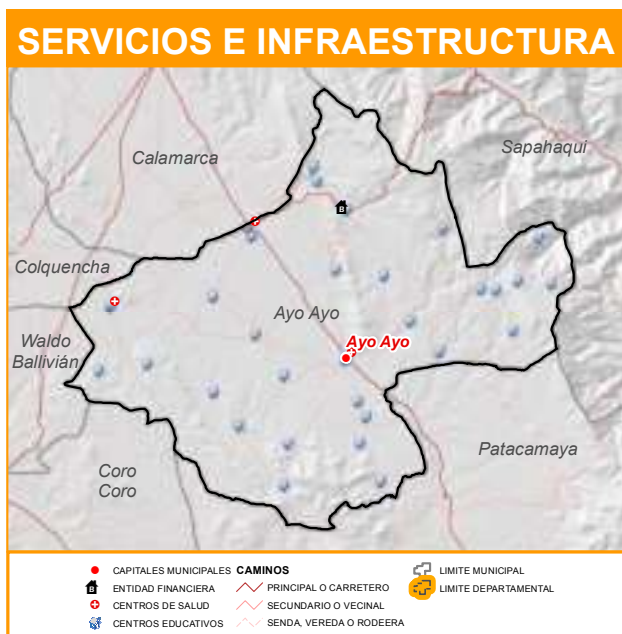 SERVICIOS E INFRAESTRUCTURA
Sapahaqui
Calamarca
Colquencha
Ayo Ayo
Waldo
Ballivián
Ayo Ayo
Patacamaya
Coro
Coro
CAPITALES MUNICIPALES
ENTIDAD FINANCIERA
CENTROS DE SALUD
CENTROS EDUCATIVOS
CAMINOS
PRINCIPAL O CARRETERO
SECUNDARIO O VECINAL
SENDA, VEREDA O RODEERA
LIMITE MUNICIPAL
LIMITE DEPARTAMENTAL